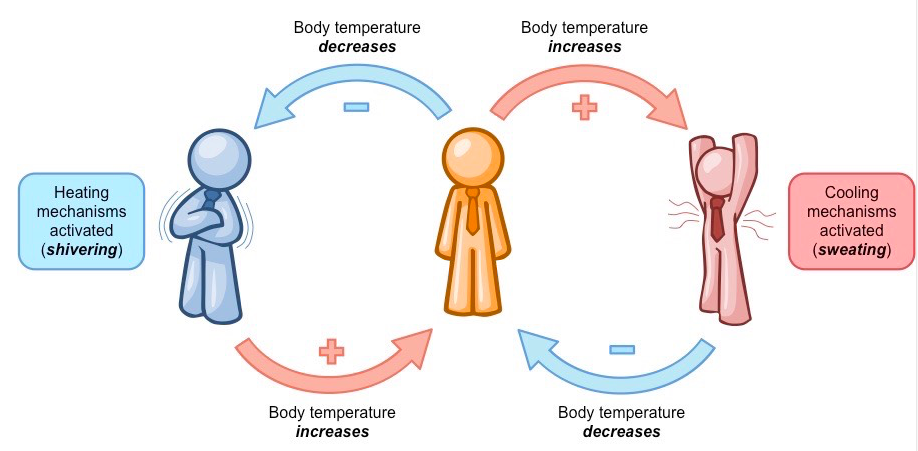 Body temperature
decreases
Body temperature
increases
−
+
Heating
mechanisms
activated
(shivering)
Cooling
mechanisms
activated
(sweating)
+
−
Body temperature
increases
Body temperature
decreases